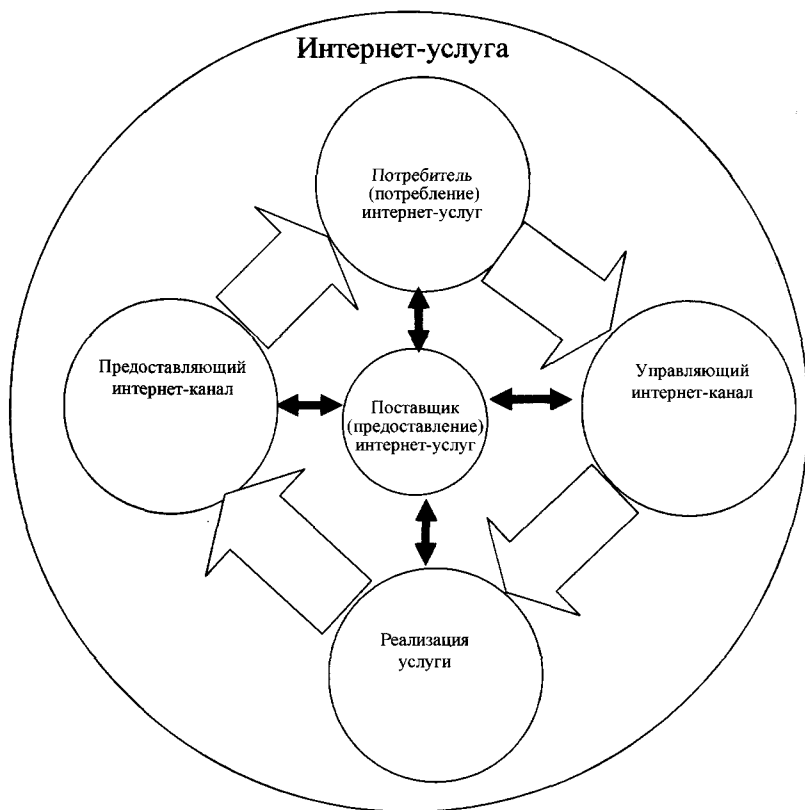 Интернет-услуга
Потребитель
(потребление)
интернет-услуг
Предоставляющий
интернет-канал
Управляющий
интернет-канал
Поставщик
(предоставление)
интернет-услуг
Реализация
услуги